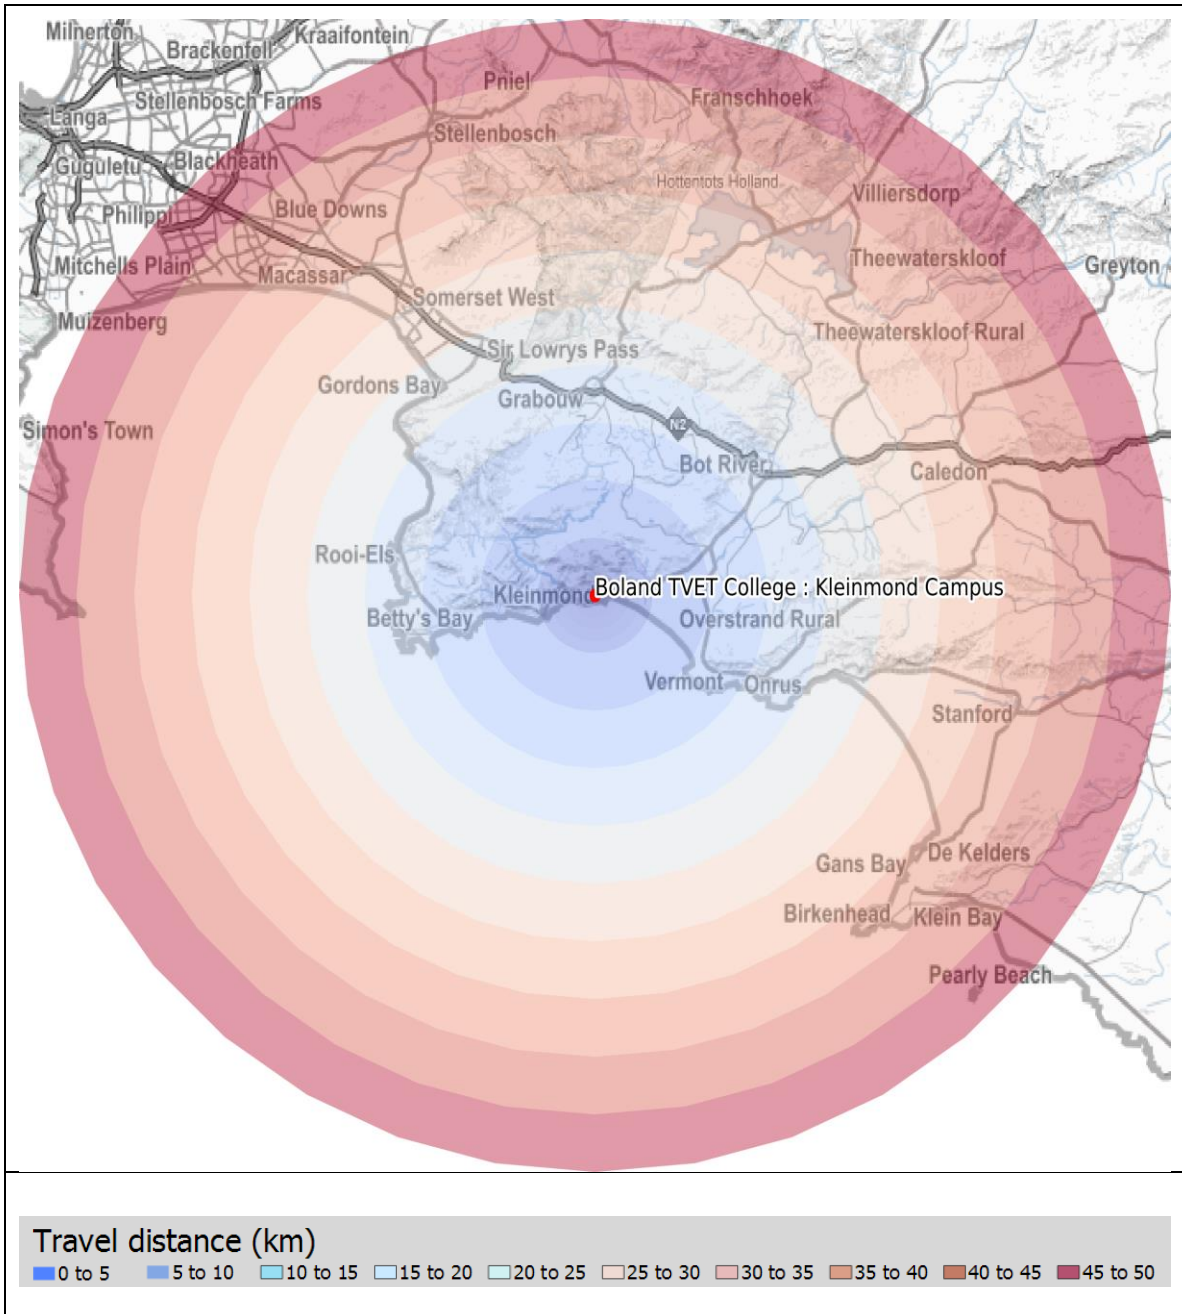 Milnerton
Kraaifontein
Brackenfell
Pniel
Stellenbosch Farms
Franschhoek
Langa
Stellenbosch
Guguletu
Blackheath
Hottentots Holland
Villiersdorp
Philippi
Blue Downs
Mitchells Plain
Macassar
Theewaterskloof
Greyton
Somerset West
Muizenberg
Theewaterskloof Rural
Sir Lowrys Pass
Gordons Bay
Grabouw
N2
Simon's Town
Bot River
Caledon
Rooi-Els
Kleinmond
Boland TVET College : Kleinmond Campus
Betty's Bay
Overstrand Rural
Vermont
Onrus
Stanford
Gans Bay
De Kelders
Birkenhead
Klein Bay
Pearly Beach
Travel distance (km)
0 to 5 5 to 10 10 to 15 15 to 20 20 to 25 25 to 30 30 to 35 35 to 40 40 to 45 45 to 50